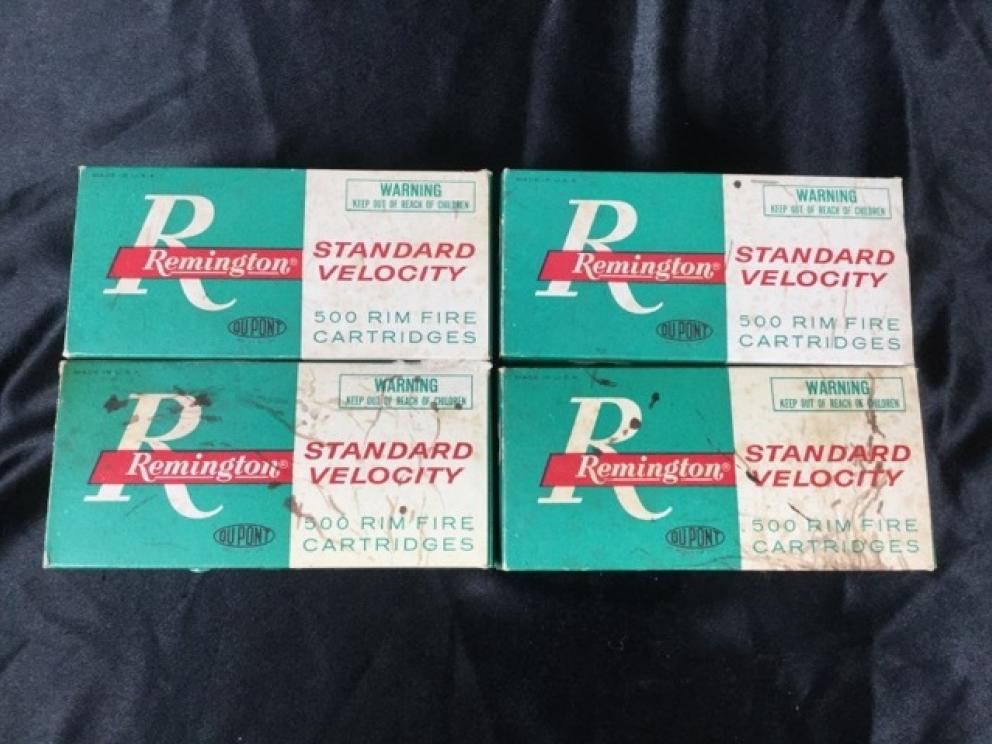 MADE IN U.S.A.
R
Remington®
DU PONT
WARNING
KEEP OUT OF REACH OF CHILDREN
STANDARD
VELOCITY
500 RIM FIRE
CARTRIDGES
MADE IN U.S.A.
R
Remington®
DU PONT
WARNING
KEEP OUT OF REACH OF CHILDREN
STANDARD
VELOCITY
500 RIM FIRE
CARTRIDGES
MADE IN U.S.A.
R
Remington®
DU PONT
WARNING
KEEP OUT OF REACH OF CHILDREN
STANDARD
VELOCITY
500 RIM FIRE
CARTRIDGES
MADE IN U.S.A.
R
Remington®
DU PONT
WARNING
KEEP OUT OF REACH OF CHILDREN
STANDARD
VELOCITY
500 RIM FIRE
CARTRIDGES